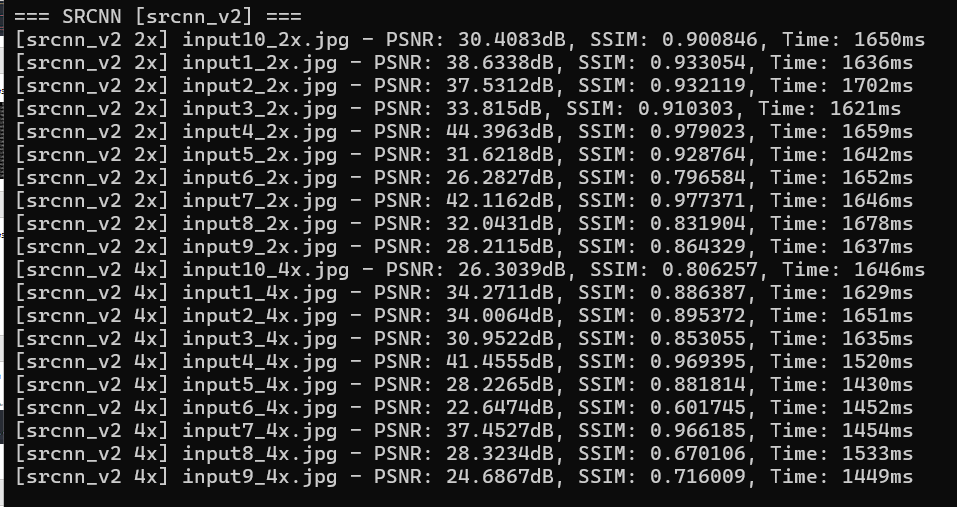 === SRCNN [srcnn_v2] ===
[srcnn_v2 2x] input10_2x.jpg - PSNR: 30.4083dB, SSIM: 0.900846, Time: 1650ms
[srcnn_v2 2x] input1_2x.jpg - PSNR: 38.6338dB, SSIM: 0.933054, Time: 1636ms
[srcnn_v2 2x] input2_2x.jpg - PSNR: 37.5312dB, SSIM: 0.932119, Time: 1702ms
[srcnn_v2 2x] input3_2x.jpg - PSNR: 33.815dB, SSIM: 0.910303, Time: 1621ms
[srcnn_v2 2x] input4_2x.jpg - PSNR: 44.3963dB, SSIM: 0.979023, Time: 1659ms
[srcnn_v2 2x] input5_2x.jpg - PSNR: 31.6218dB, SSIM: 0.928764, Time: 1642ms
[srcnn_v2 2x] input6_2x.jpg - PSNR: 26.2827dB, SSIM: 0.796584, Time: 1652ms
[srcnn_v2 2x] input7_2x.jpg - PSNR: 42.1162dB, SSIM: 0.977371, Time: 1646ms
[srcnn_v2 2x] input8_2x.jpg - PSNR: 32.0431dB, SSIM: 0.831904, Time: 1678ms
[srcnn_v2 2x] input9_2x.jpg - PSNR: 28.2115dB, SSIM: 0.864329, Time: 1637ms
[srcnn_v2 4x] input10_4x.jpg - PSNR: 26.3039dB, SSIM: 0.806257, Time: 1646ms
[srcnn_v2 4x] input1_4x.jpg - PSNR: 34.2711dB, SSIM: 0.886387, Time: 1629ms
[srcnn_v2 4x] input2_4x.jpg - PSNR: 34.0064dB, SSIM: 0.895372, Time: 1651ms
[srcnn_v2 4x] input3_4x.jpg - PSNR: 30.9522dB, SSIM: 0.853055, Time: 1635ms
[srcnn_v2 4x] input4_4x.jpg - PSNR: 41.4555dB, SSIM: 0.969395, Time: 1520ms
[srcnn_v2 4x] input5_4x.jpg - PSNR: 28.2265dB, SSIM: 0.881814, Time: 1430ms
[srcnn_v2 4x] input6_4x.jpg - PSNR: 22.6474dB, SSIM: 0.601745, Time: 1452ms
[srcnn_v2 4x] input7_4x.jpg - PSNR: 37.4527dB, SSIM: 0.966185, Time: 1454ms
[srcnn_v2 4x] input8_4x.jpg - PSNR: 28.3234dB, SSIM: 0.670106, Time: 1533ms
[srcnn_v2 4x] input9_4x.jpg - PSNR: 24.6867dB, SSIM: 0.716009, Time: 1449ms